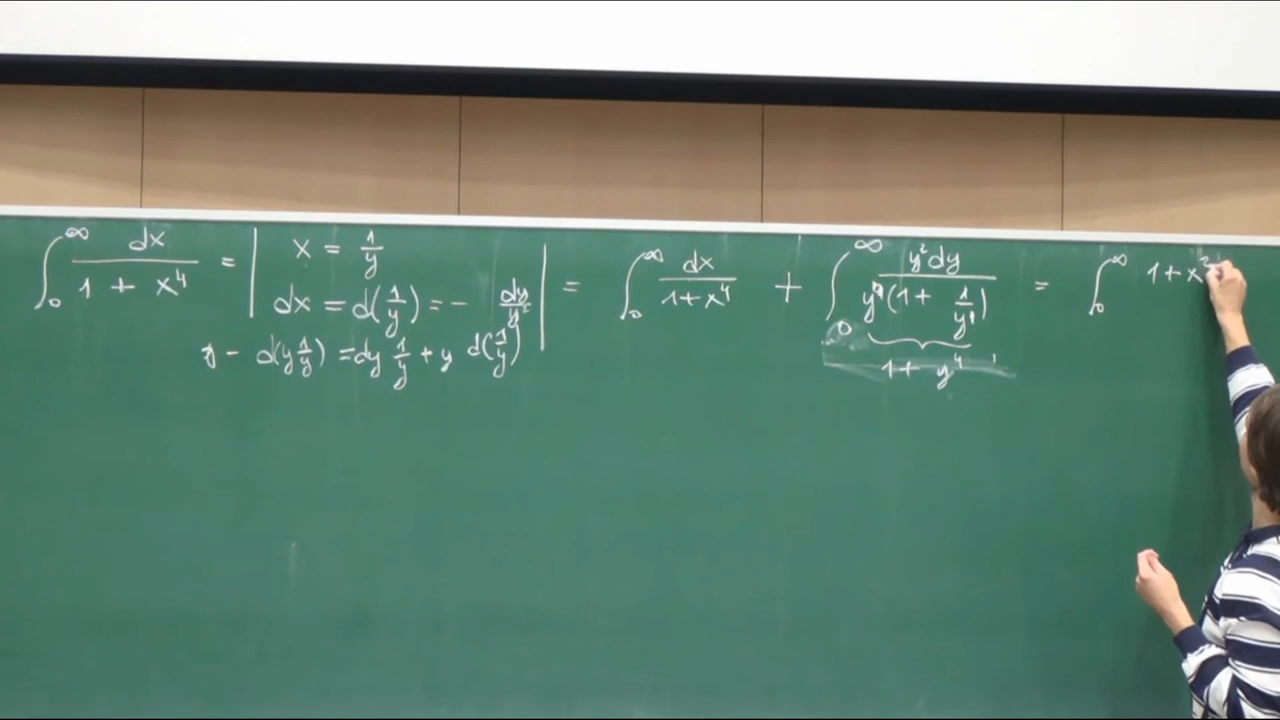 ∫₀^∞ dx/(1 + x⁴) = | x = 1/y | = ∫₀^∞ dx/(1+x⁴) + ∫₀^∞ y²dy/(y⁴(1+ 1/y⁴)) = ∫₀^∞ 1+x²
dx = d(1/y) = − dy/y²
d(y 1/y) = dy 1/y + y d(1/y)
1+ y⁴